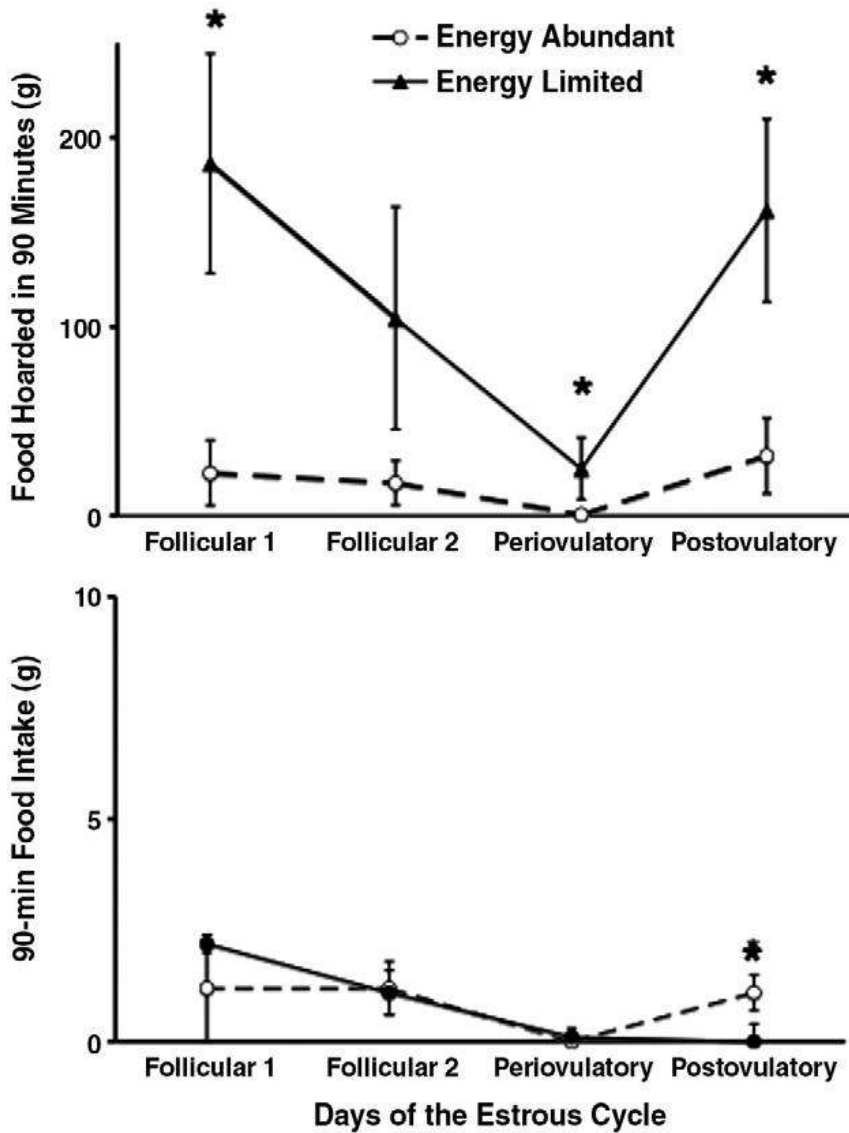 *
Energy Abundant
Energy Limited
*
200
100
*
0
Food Hoarded in 90 Minutes (g)
Follicular 1 Follicular 2 Periovulatory Postovulatory
10
5
*
0
90-min Food Intake (g)
Follicular 1 Follicular 2 Periovulatory Postovulatory
Days of the Estrous Cycle